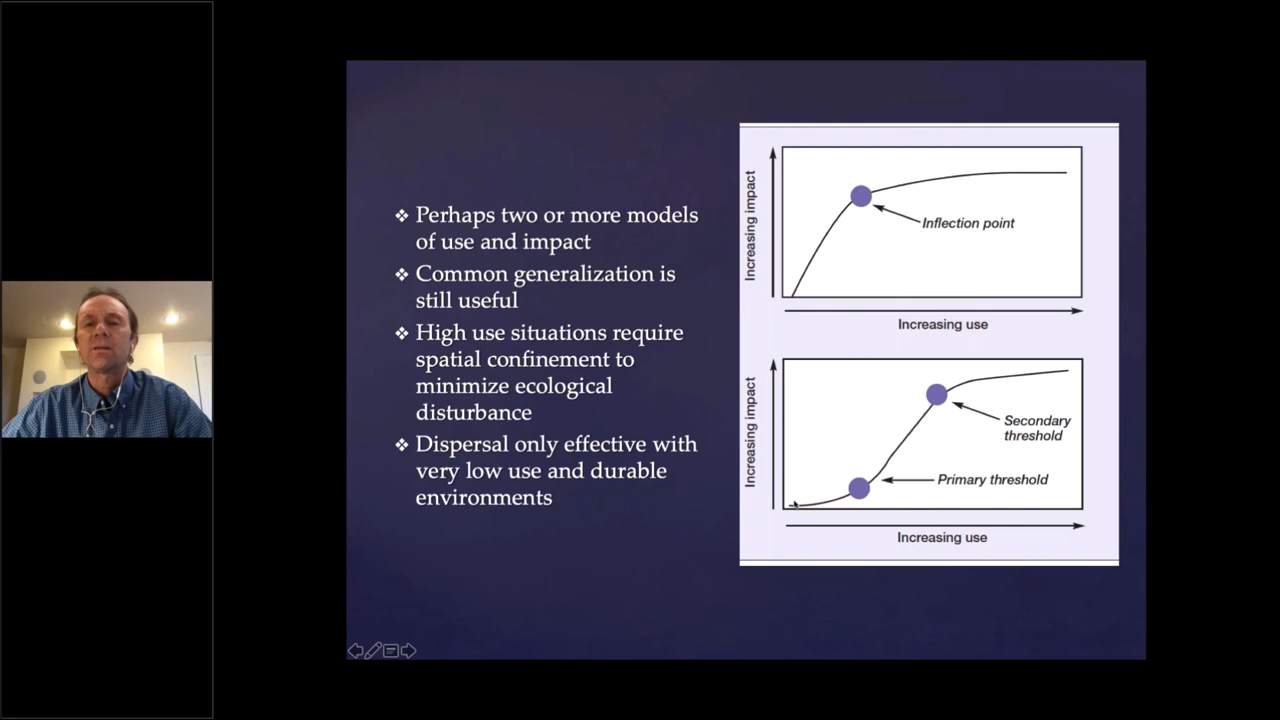 ❖ Perhaps two or more models
of use and impact
❖ Common generalization is
still useful
❖ High use situations require
spatial confinement to
minimize ecological
disturbance
❖ Dispersal only effective with
very low use and durable
environments
Increasing impact
Inflection point
Increasing use
Increasing impact
Secondary
threshold
Primary threshold
Increasing use